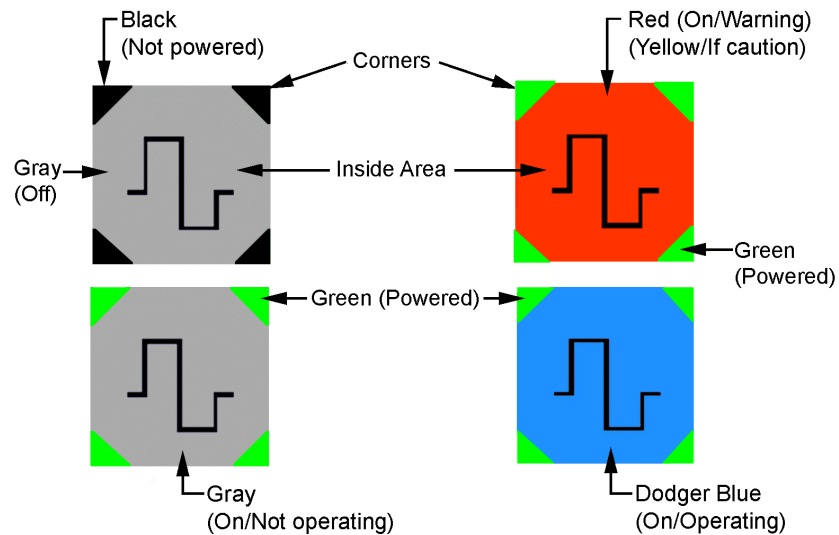 Black
(Not powered)
Red (On/Warning)
(Yellow/If caution)
Corners
Gray
(Off)
Inside Area
Green
(Powered)
Green (Powered)
Gray
(On/Not operating)
Dodger Blue
(On/Operating)